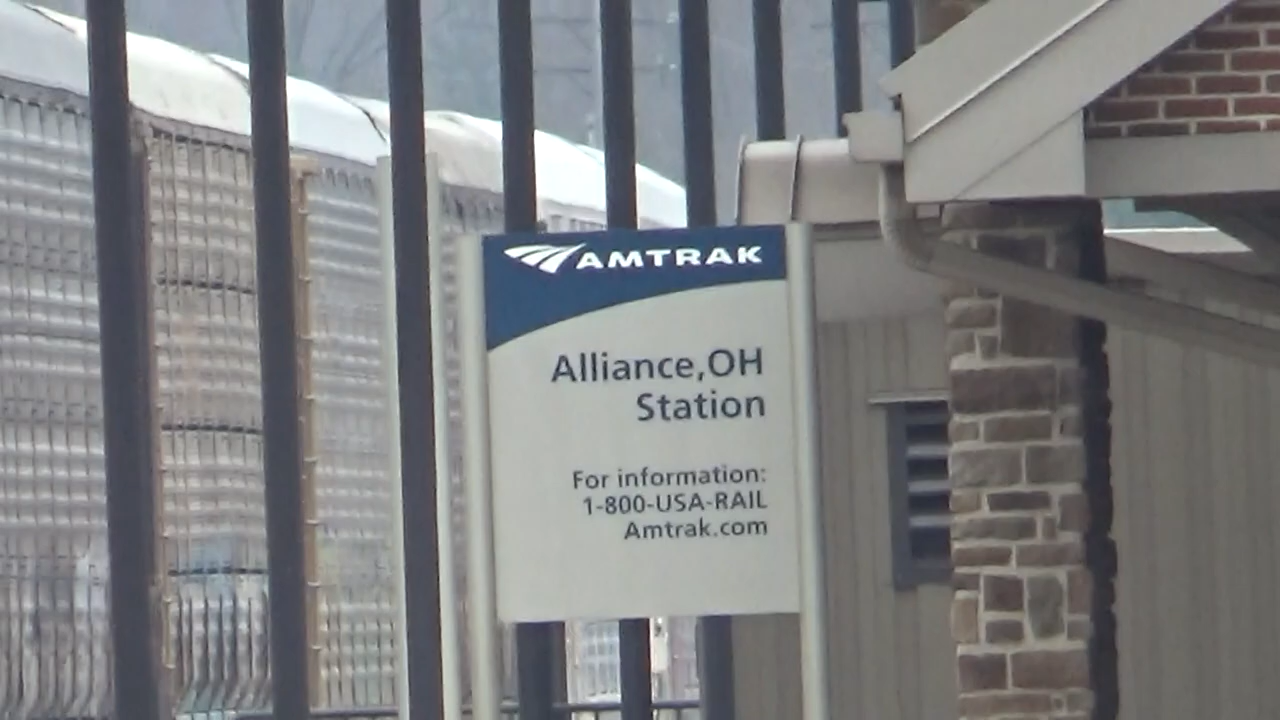 AMTRAK
Alliance,OH
Station
For information:
1-800-USA-RAIL
Amtrak.com